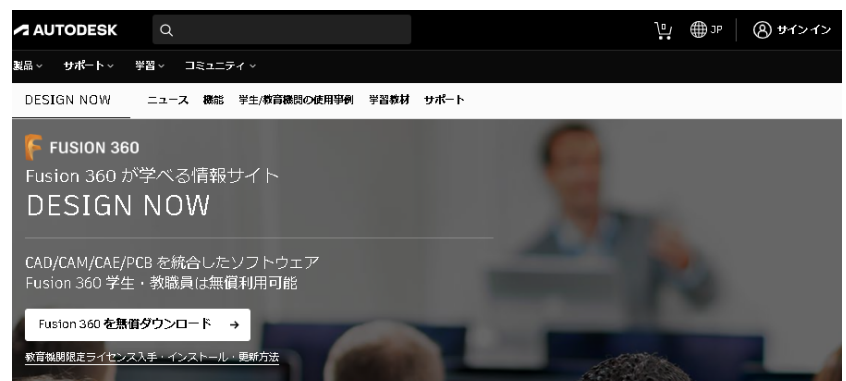 AUTODESK
JP サインイン
製品 サポート 学習 コミュニティ
DESIGN NOW ニュース 機能 学生/教育機関の使用事例 学習教材 サポート
FUSION 360
Fusion 360 が学べる情報サイト
DESIGN NOW
CAD/CAM/CAE/PCB を統合したソフトウェア
Fusion 360 学生・教職員は無償利用可能
Fusion 360 を無償ダウンロード →
教育機関限定ライセンス入手・インストール・更新方法